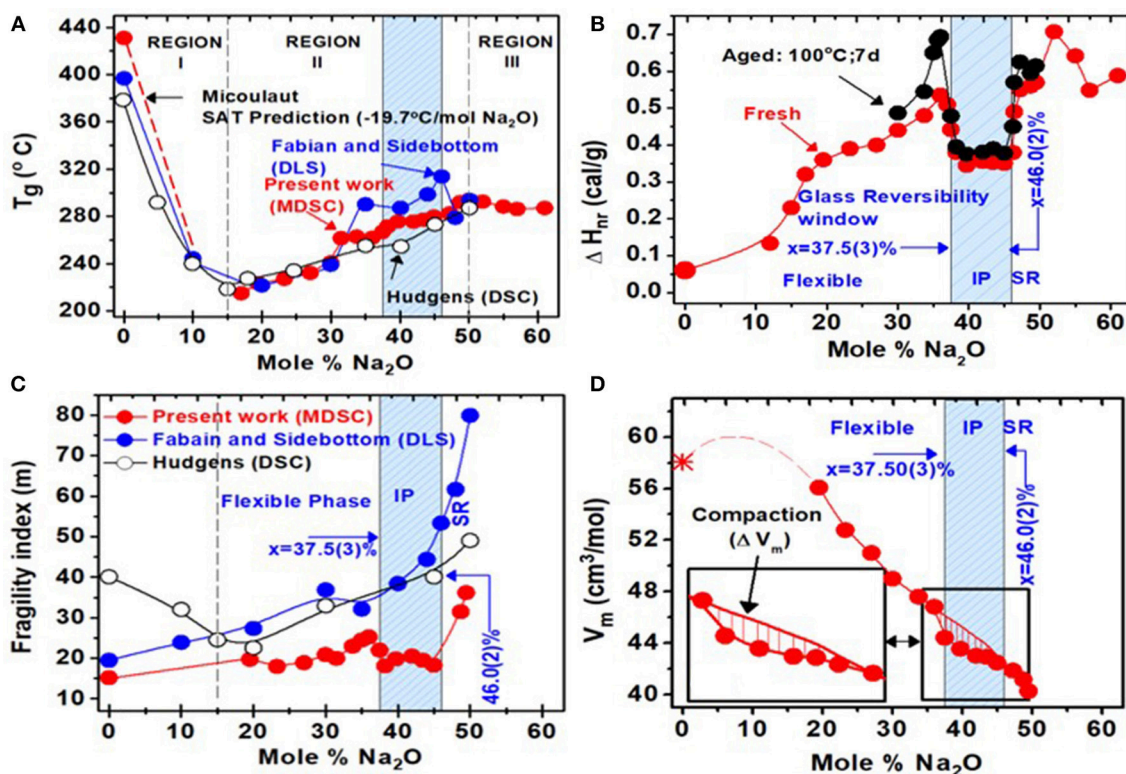 A
440
400
360
320
280
240
200
T_g (°C)
REGION
I
REGION
II
REGION
III
Micoulaut
SAT Prediction (-19.7°C/mol Na₂O)
Fabian and Sidebottom
(DLS)
Present work
(MDSC)
Hudgens (DSC)
0 10 20 30 40 50 60
Mole % Na₂O
B
0.8
0.7
0.6
0.5
0.4
0.3
0.2
0.1
0.0
Δ H_nr (cal/g)
Aged: 100°C;7d
Fresh
Glass Reversibility
window
x=37.5(3)%
x=46.0(2)%
Flexible IP SR
0 10 20 30 40 50 60
Mole % Na₂O
C
80
70
60
50
40
30
20
10
Fragility index (m)
Present work (MDSC)
Fabain and Sidebottom (DLS)
Hudgens (DSC)
Flexible Phase IP SR
x=37.5(3)%
46.0(2)%
0 10 20 30 40 50 60
Mole % Na₂O
D
64
60
56
52
48
44
40
V_m (cm³/mol)
Flexible IP SR
x=37.50(3)%
x=46.0(2)%
Compaction
(Δ V_m)
0 10 20 30 40 50 60
Mole % Na₂O